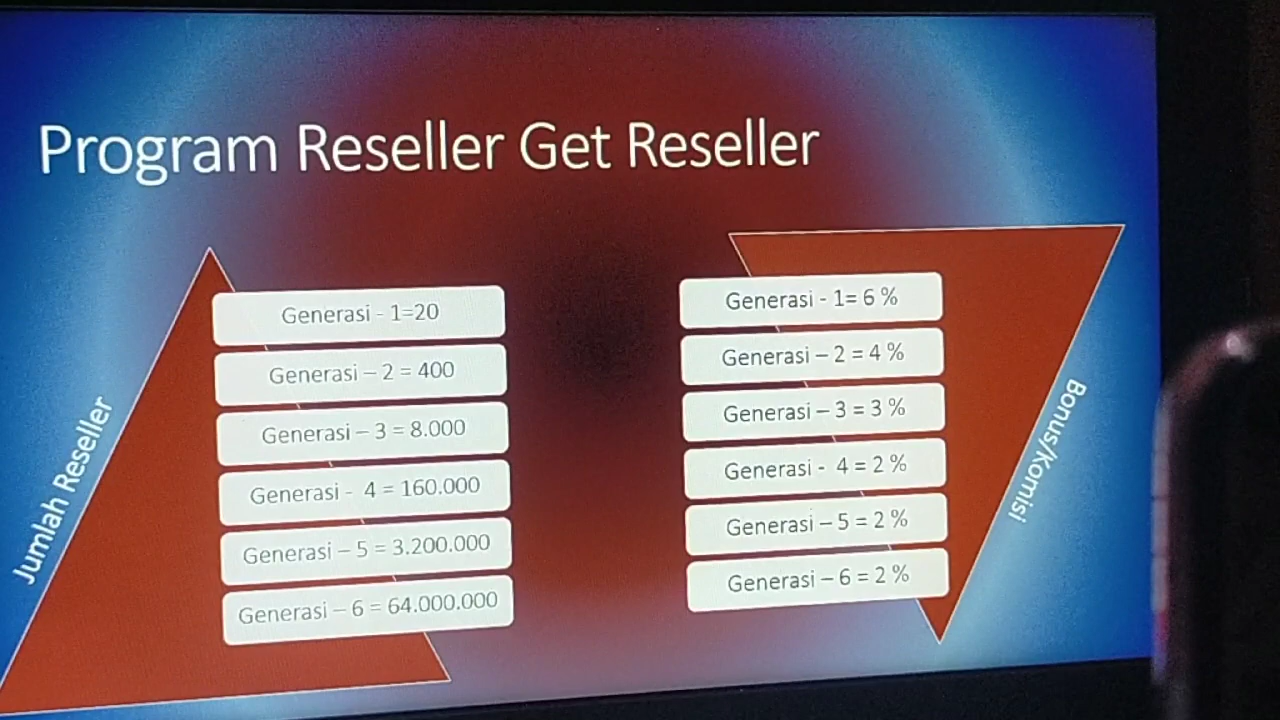 Program Reseller Get Reseller
Jumlah Reseller
Generasi - 1=20
Generasi – 2 = 400
Generasi – 3 = 8.000
Generasi - 4 = 160.000
Generasi – 5 = 3.200.000
Generasi – 6 = 64.000.000
Generasi - 1= 6 %
Generasi – 2 = 4 %
Generasi – 3 = 3 %
Generasi - 4 = 2 %
Generasi – 5 = 2 %
Generasi – 6 = 2 %
Bonus/Komisi